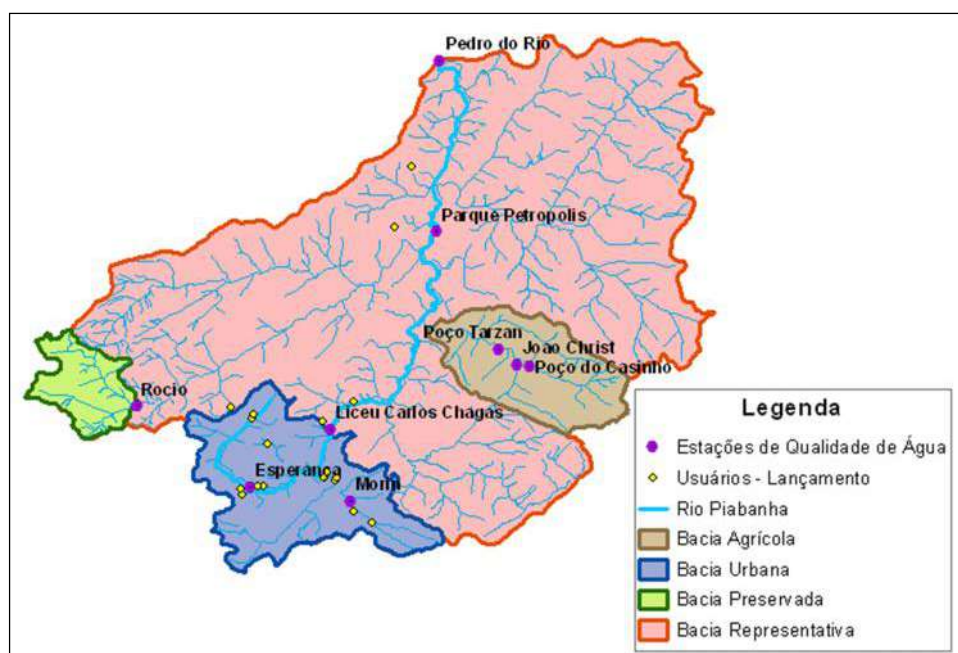 Pedro do Rio
Parque Petropolis
Poço Tarzan
Joao Christ
Poço do Casinho
Rocio
Liceu Carlos Chagas
Esperança
Morin
Legenda
Estações de Qualidade de Água
Usuários - Lançamento
Rio Piabanha
Bacia Agrícola
Bacia Urbana
Bacia Preservada
Bacia Representativa